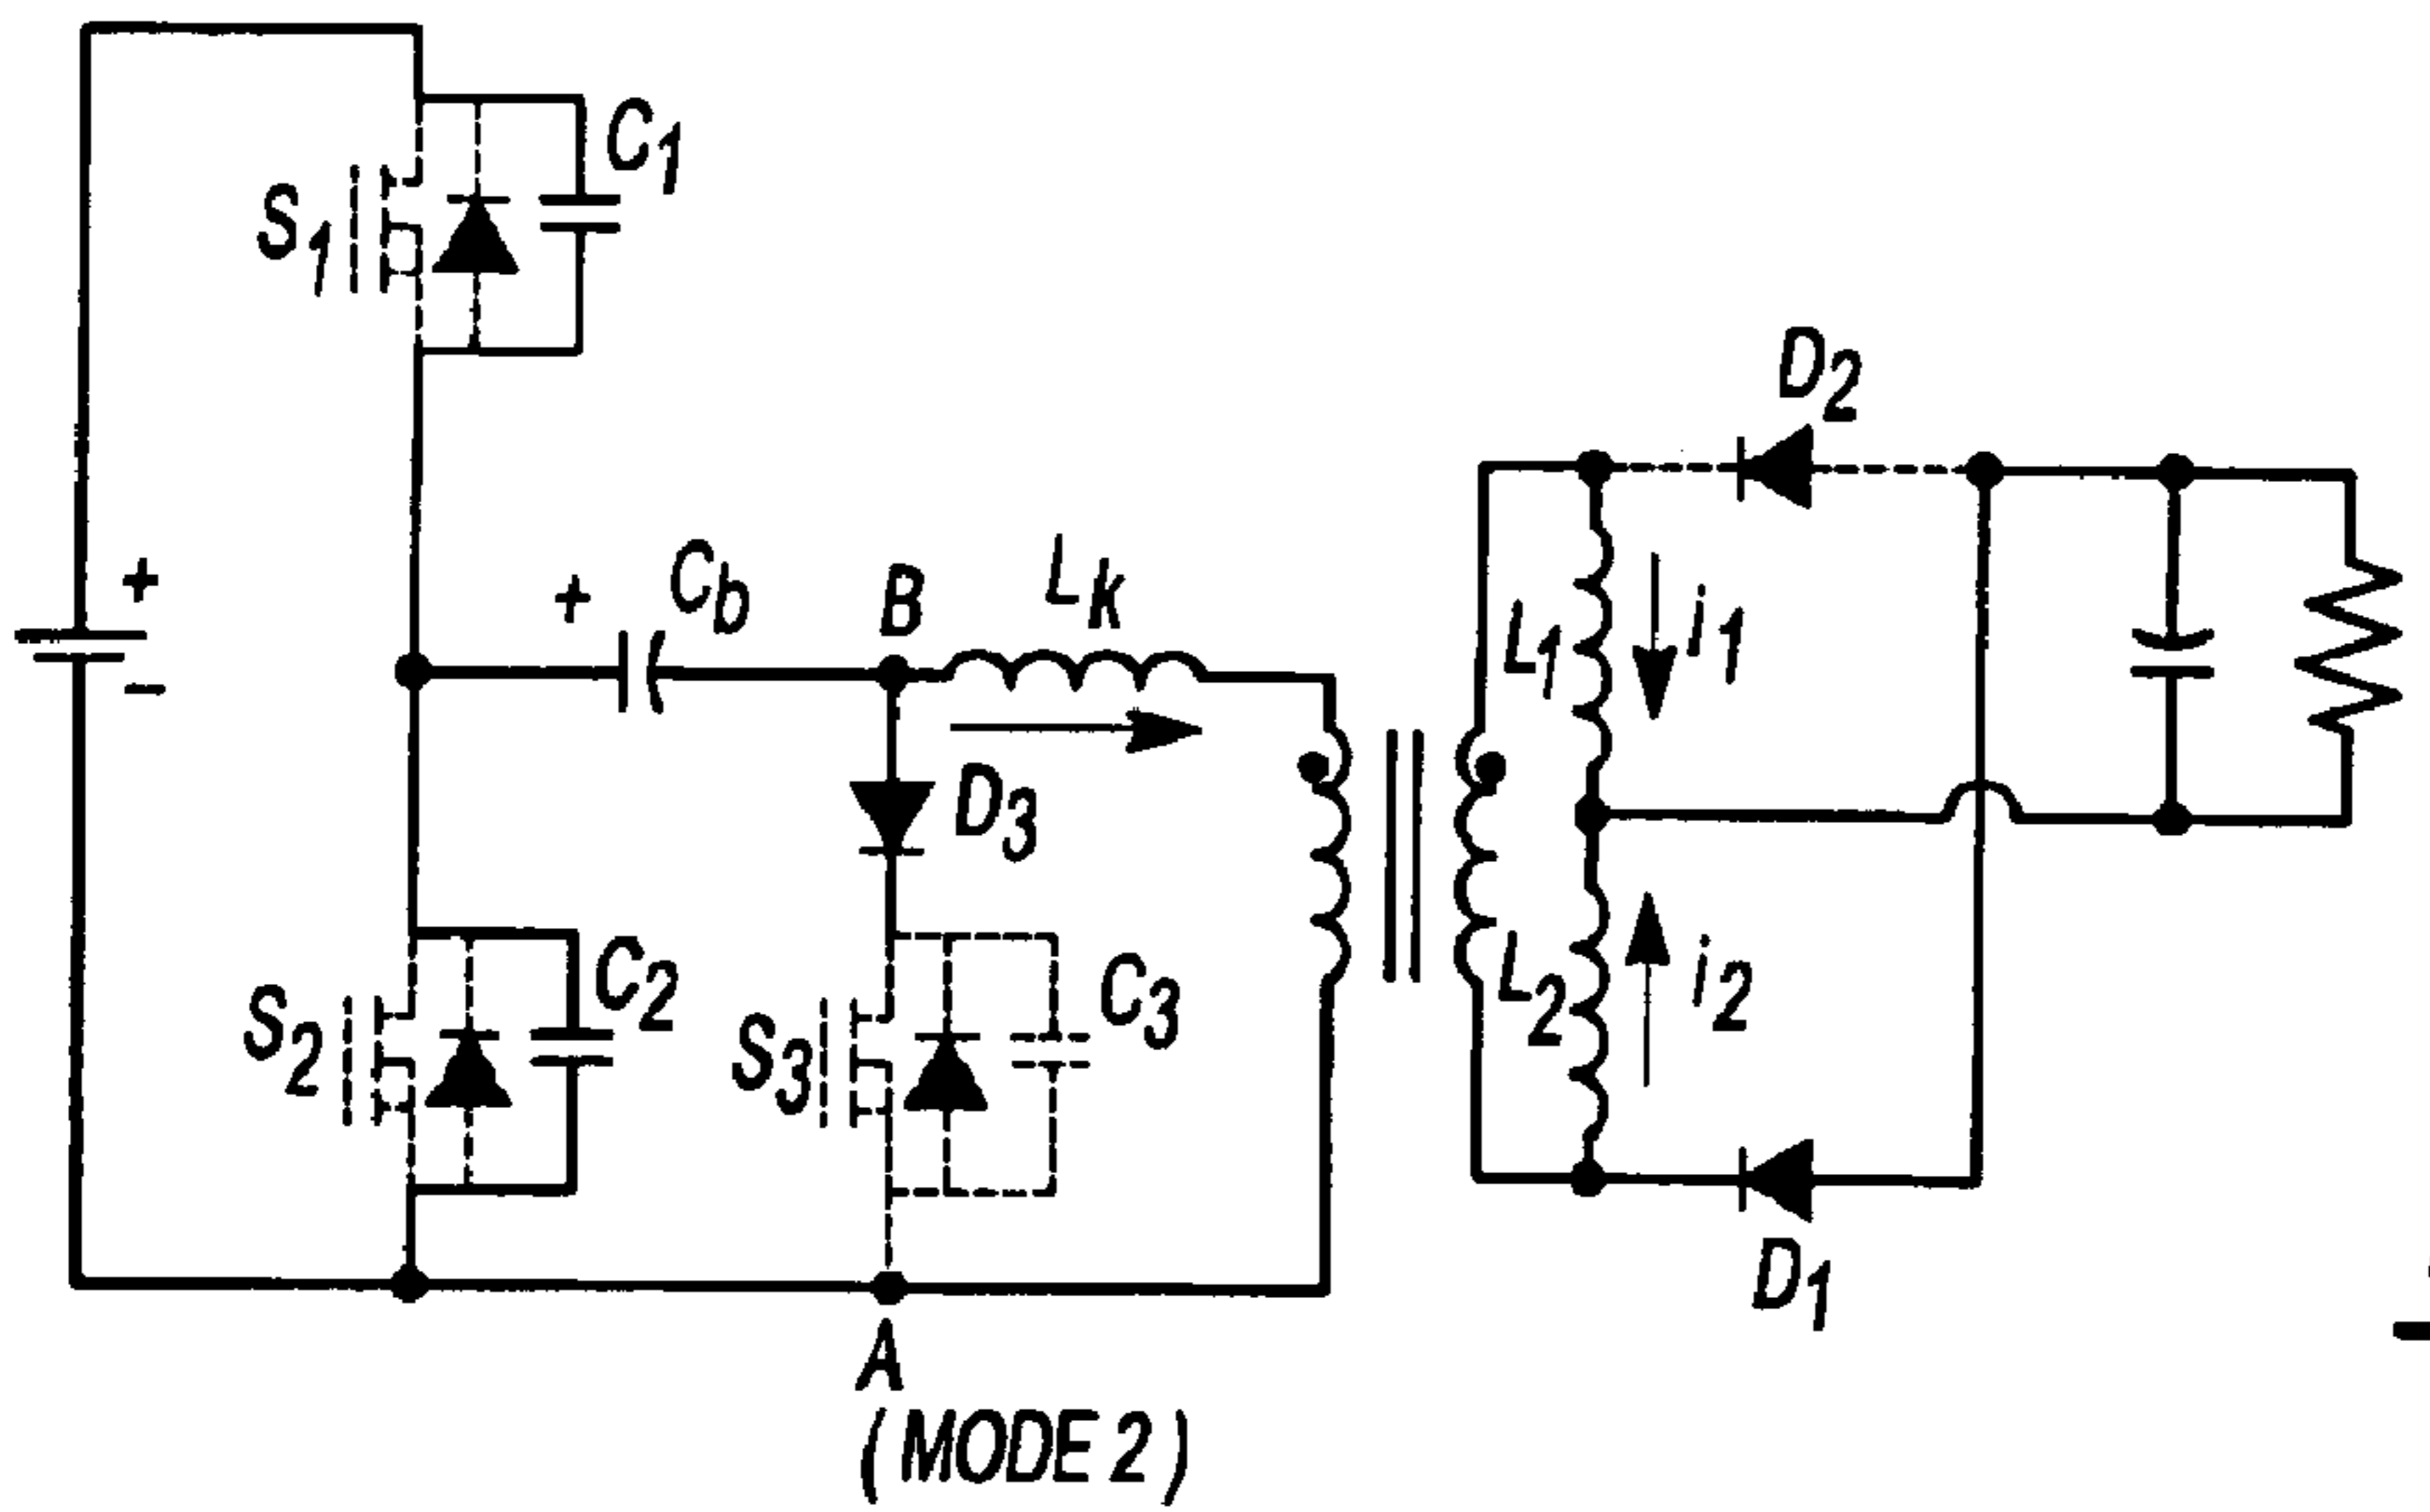 C1
S1
D2
+
Cb
B
Lk
+
L1
i1
-
D3
C2
S2
C3
S3
L2
i2
D1
A
(MODE 2)